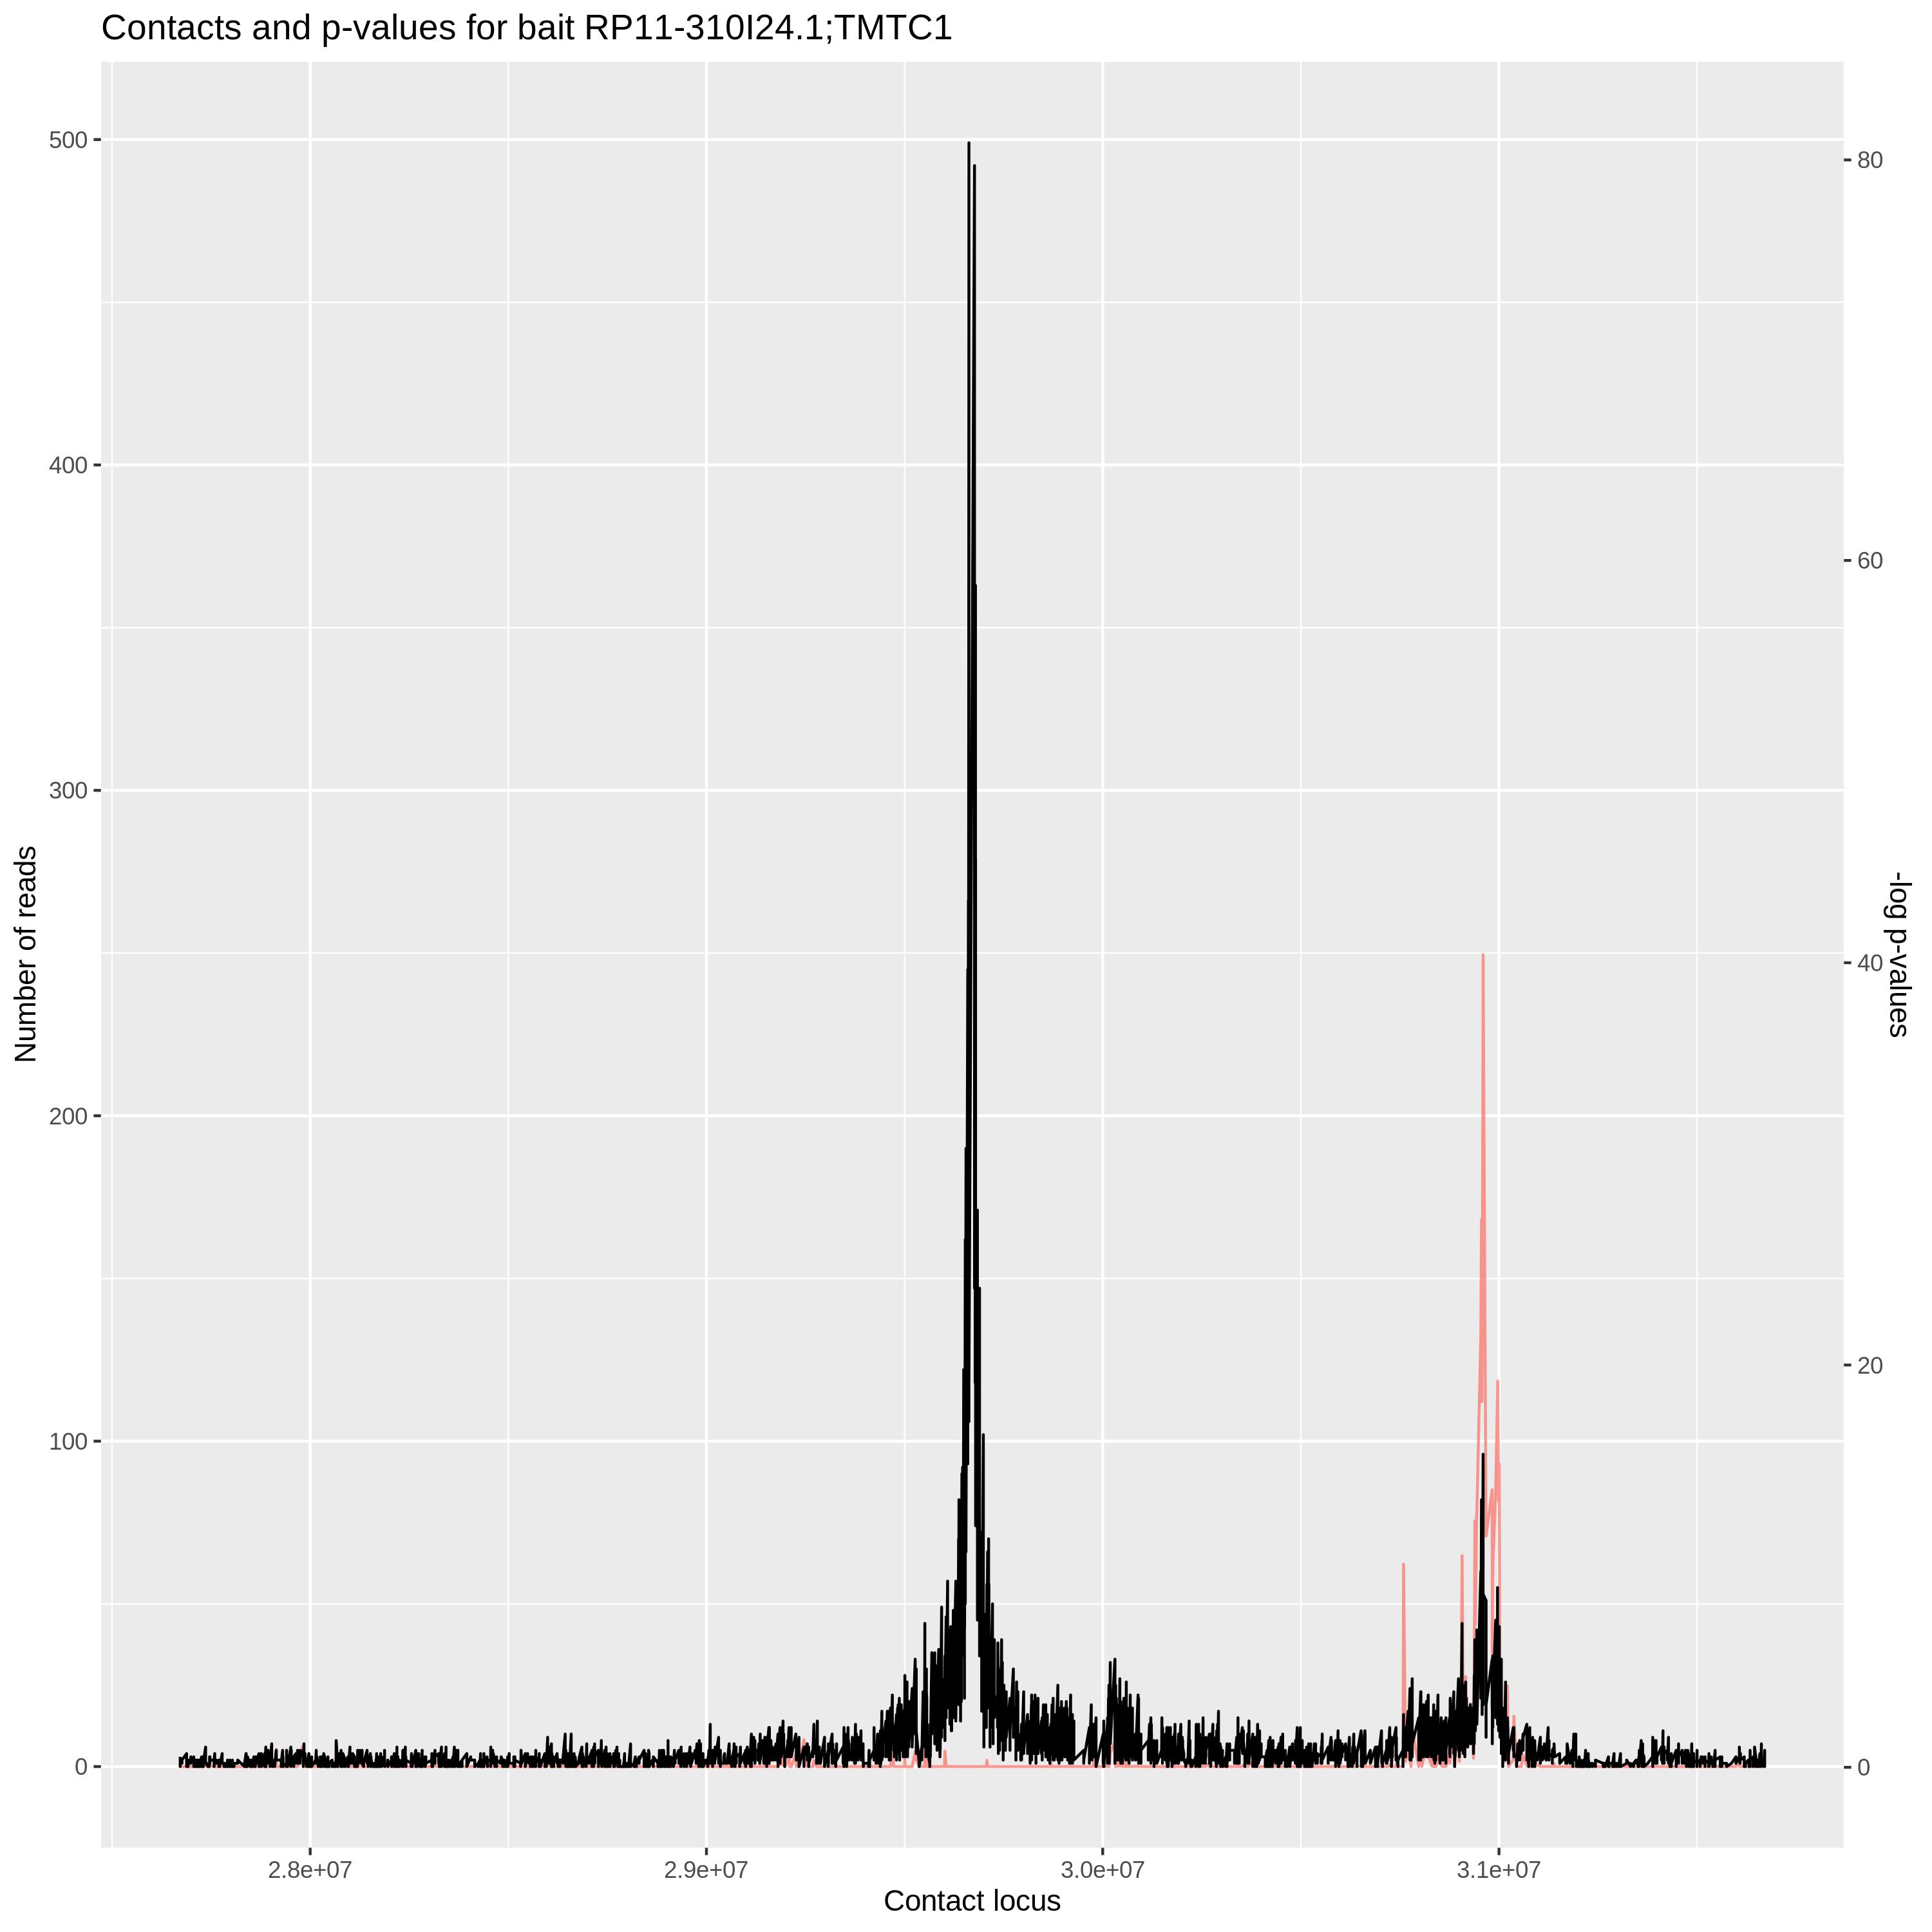 Contacts and p-values for bait RP11-310I24.1;TMTC1
500
400
300
200
100
0
Number of reads
80
60
40
20
0
-log p-values
2.8e+07
2.9e+07
3.0e+07
3.1e+07
Contact locus